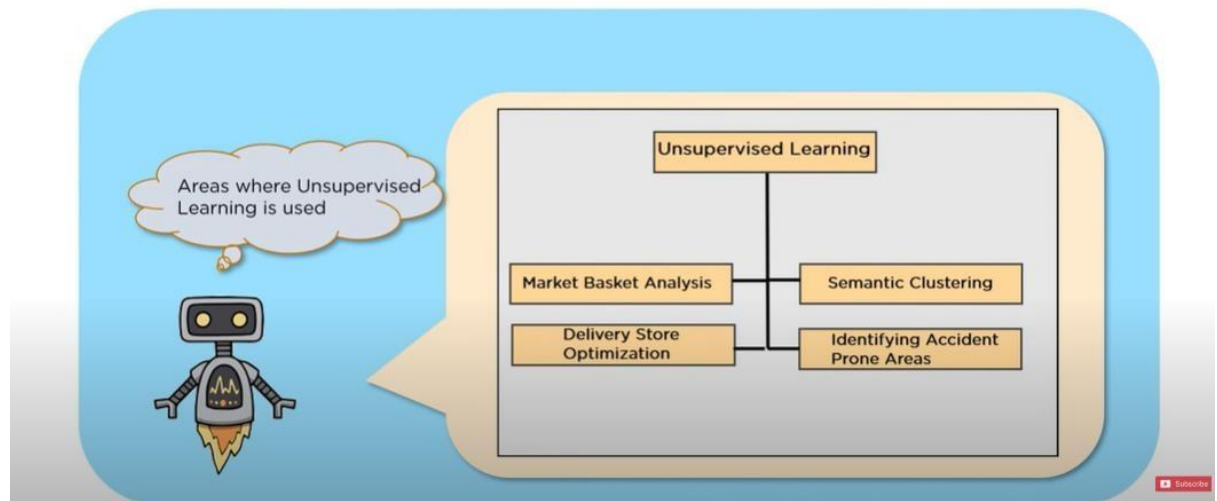 Areas where Unsupervised
Learning is used
Unsupervised Learning
Market Basket Analysis
Semantic Clustering
Delivery Store
Optimization
Identifying Accident
Prone Areas
Subscribe